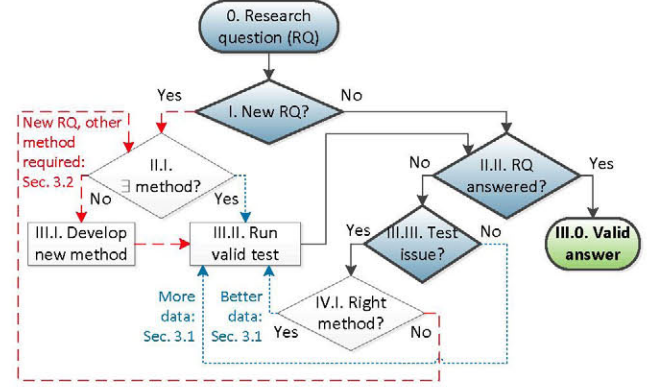 0. Research
question (RQ)
Yes
No
I. New RQ?
New RQ, other
method
required:
Sec. 3.2
II.I.
∃ method?
No
II.II. RQ
answered?
Yes
No
Yes
III.I. Develop
new method
III.II. Run
valid test
Yes
III.III. Test
issue?
No
III.0. Valid
answer
More
data:
Sec. 3.1
Better
data:
Sec. 3.1
IV.I. Right
method?
Yes
No